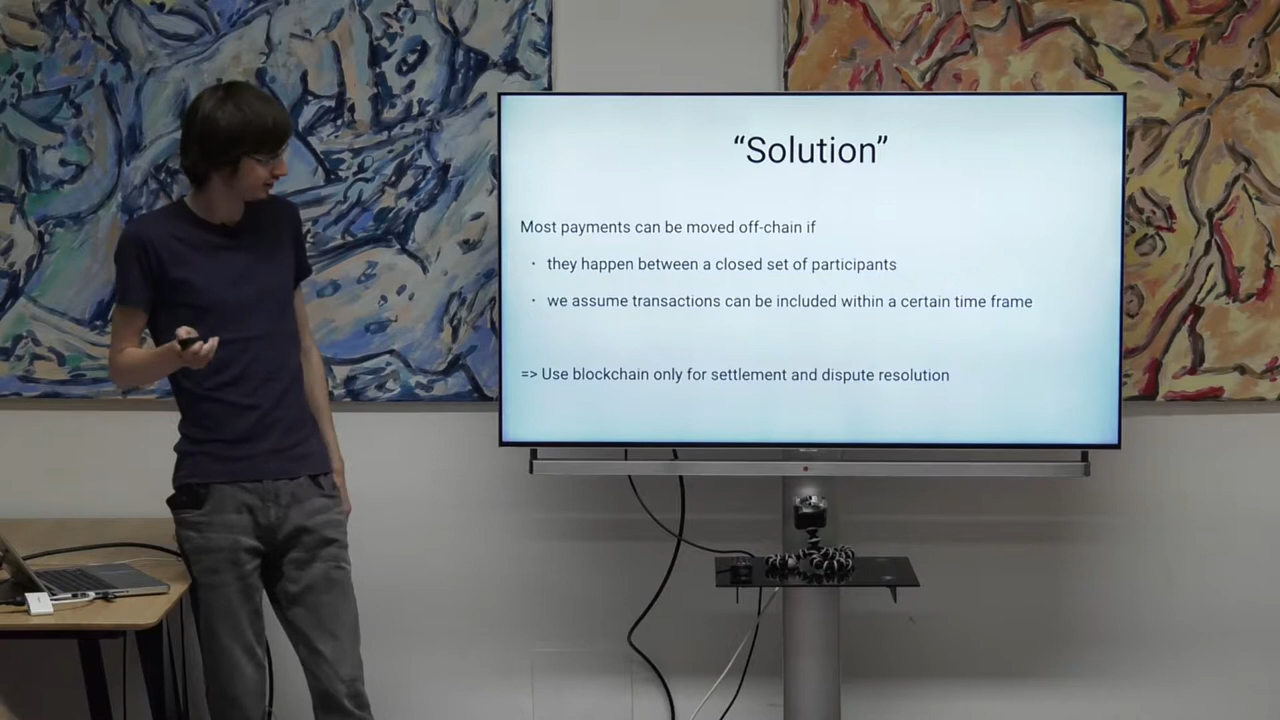 “Solution”
Most payments can be moved off-chain if
· they happen between a closed set of participants
· we assume transactions can be included within a certain time frame
=> Use blockchain only for settlement and dispute resolution